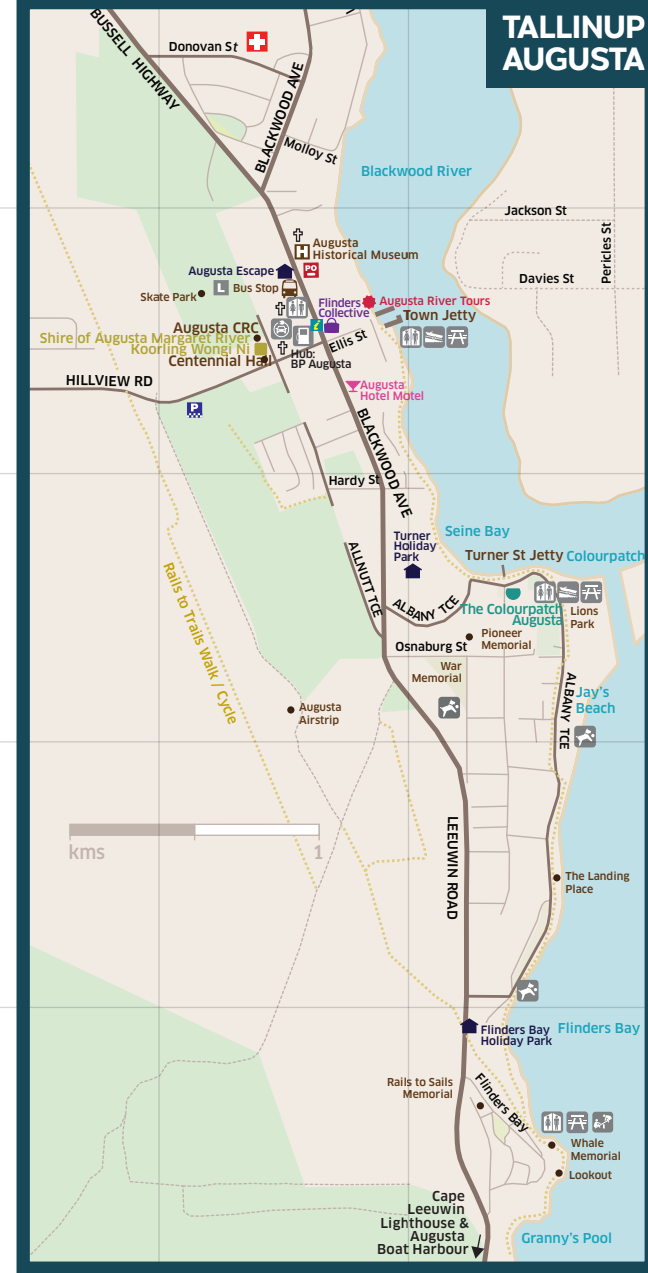 TALLINUP
AUGUSTA
BUSSELL HIGHWAY
Donovan St
BLACKWOOD AVE
Molloy St
Blackwood River
Jackson St
Pericles St
Davies St
Augusta
Historical Museum
Augusta Escape
PO
L
Bus Stop
Skate Park
Flinders
Collective
Augusta River Tours
Town Jetty
Augusta CRC
Shire of Augusta Margaret River
Koorling Wongi Ni
Centennial Hall
Ellis St
Hub:
BP Augusta
HILLVIEW RD
P
Augusta
Hotel Motel
BLACKWOOD AVE
Hardy St
Seine Bay
Turner
Holiday
Park
Turner St Jetty
Colourpatch
ALLNUTT TCE
ALBANY TCE
The Colourpatch
Augusta
Lions
Park
Pioneer
Memorial
Osnaburg St
War
Memorial
Rails to Trails Walk / Cycle
ALBANY TCE
Jay's
Beach
Augusta
Airstrip
kms
1
LEEUWIN ROAD
The Landing
Place
Flinders Bay
Holiday Park
Flinders Bay
Rails to Sails
Memorial
Flinders Bay
Whale
Memorial
Lookout
Cape
Leeuwin
Lighthouse &
Augusta
Boat Harbour
Granny's Pool